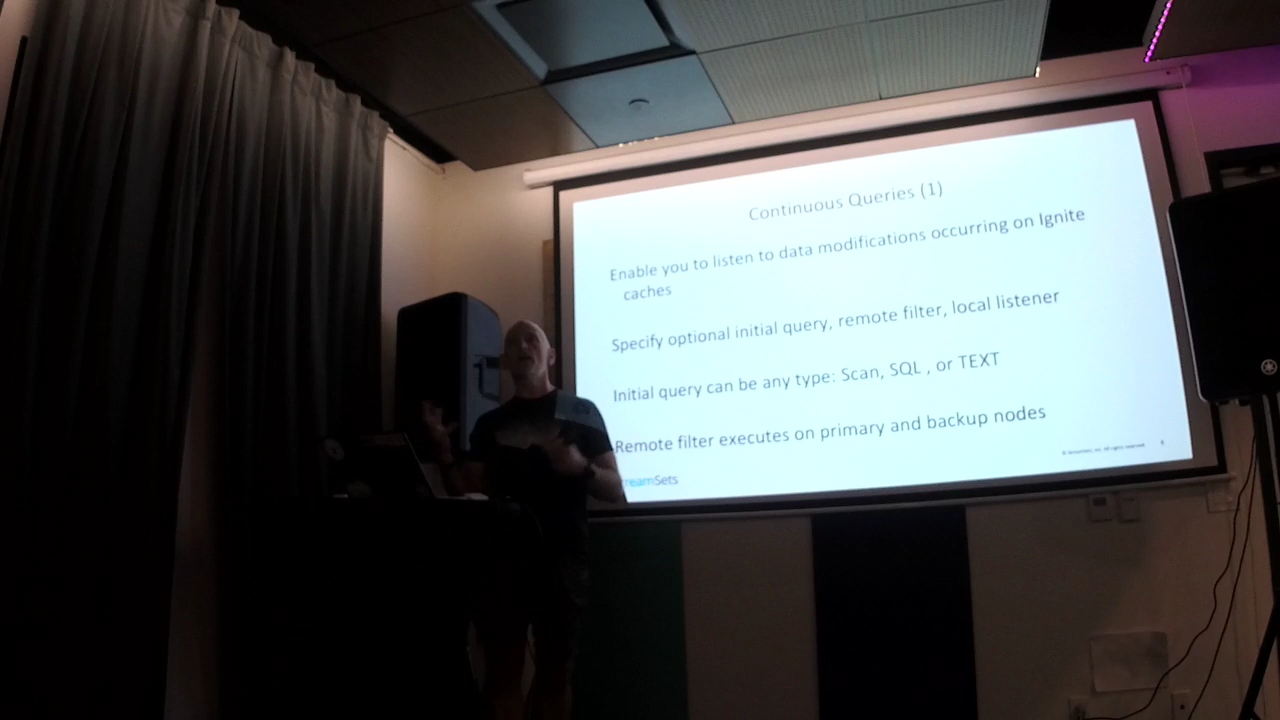 Continuous Queries (1)
Enable you to listen to data modifications occurring on Ignite
caches
Specify optional initial query, remote filter, local listener
Initial query can be any type: Scan, SQL , or TEXT
Remote filter executes on primary and backup nodes
reamSets